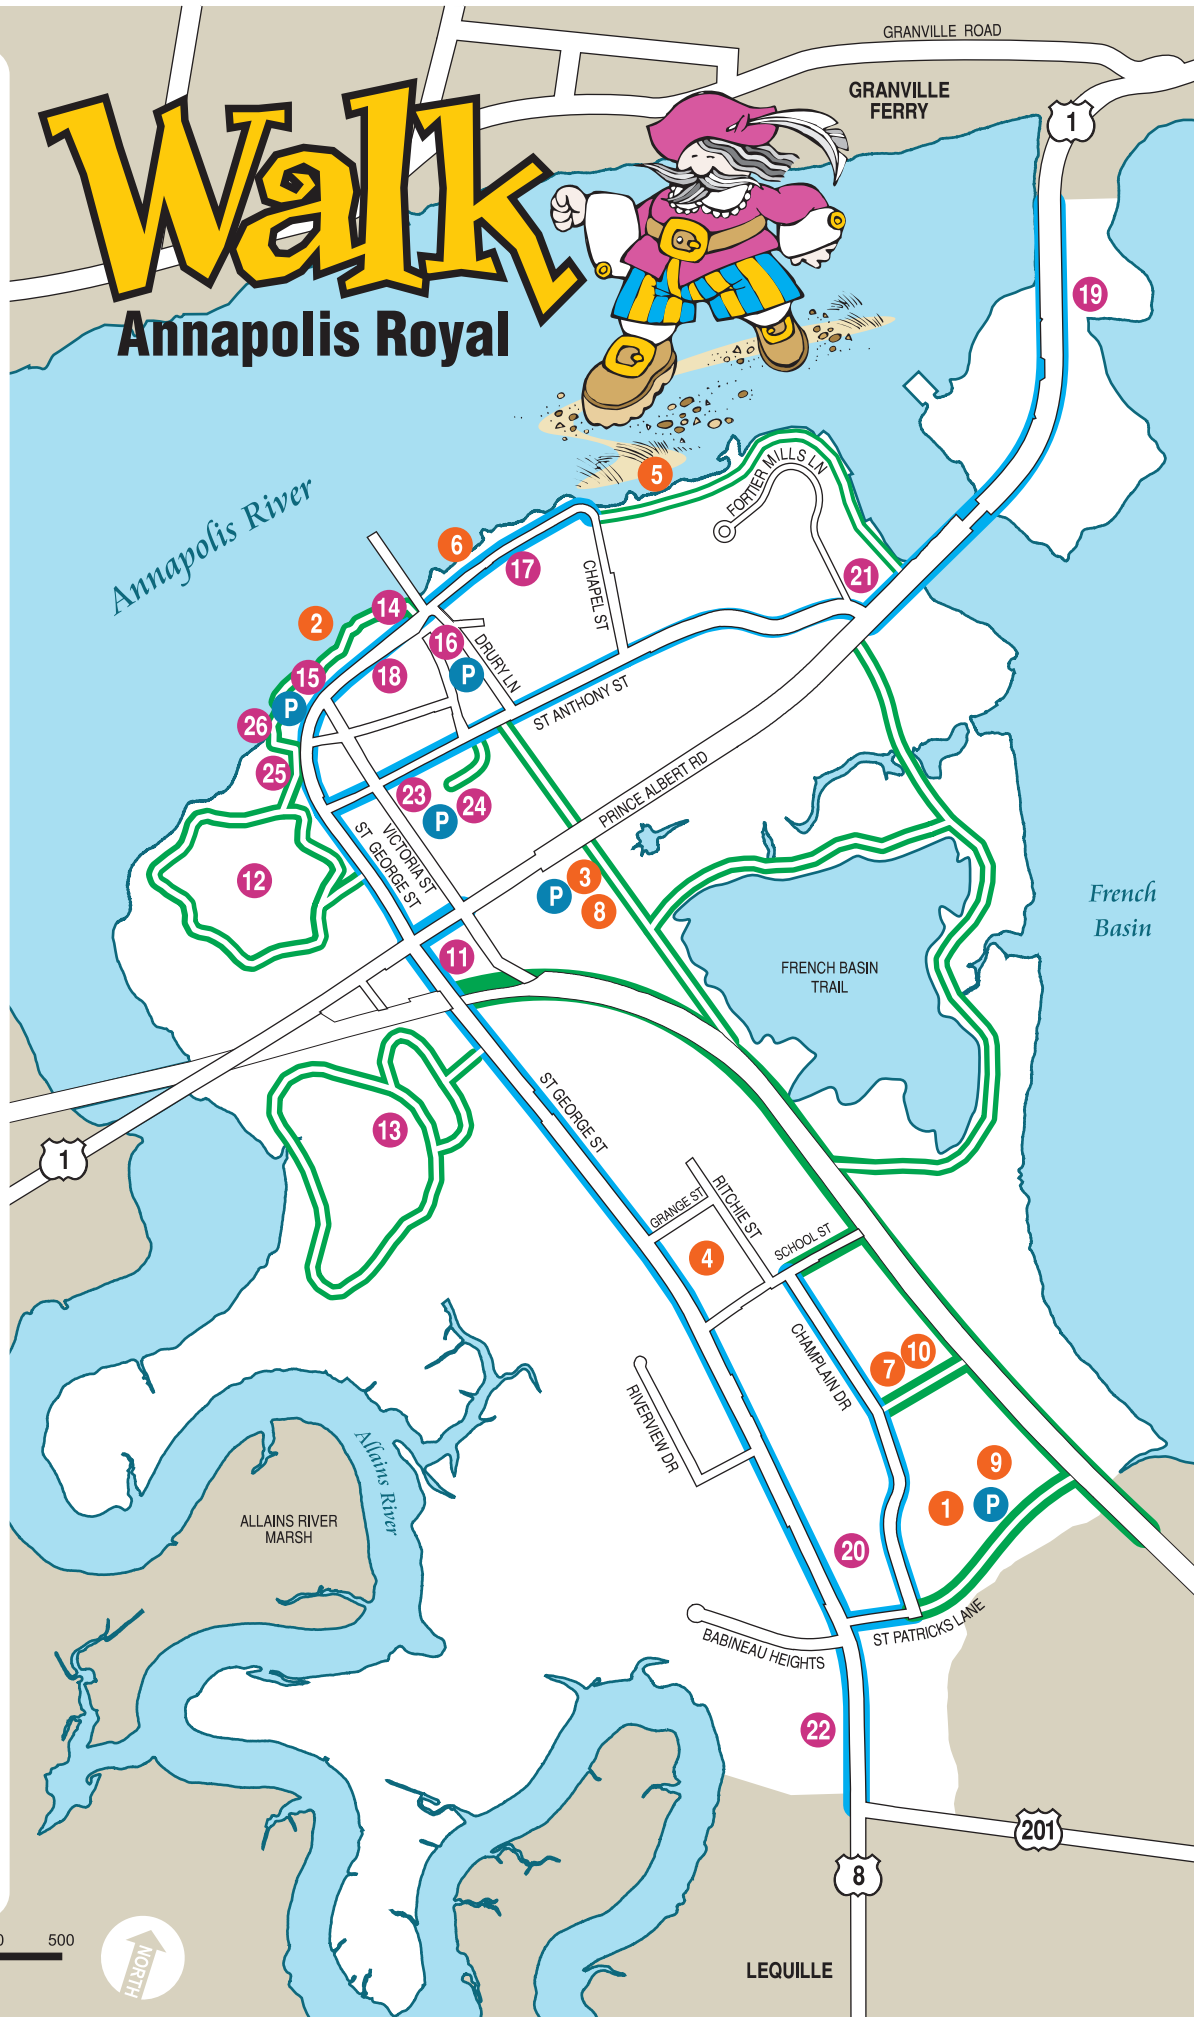 GRANVILLE ROAD
GRANVILLE
FERRY
1
Walk
Annapolis Royal
19
5
FORTIER MILLS LN
Annapolis River
6
17
21
CHAPEL ST
14
2
16
DRURY LN
15
18
P
ST ANTHONY ST
P
26
25
23
24
P
PRINCE ALBERT RD
VICTORIA ST
ST GEORGE ST
12
3
P
8
French
Basin
11
FRENCH BASIN
TRAIL
13
ST GEORGE ST
1
GRANGE ST
RITCHIE ST
SCHOOL ST
4
CHAMPLAIN DR
7
10
RIVERVIEW DR
Allains River
9
1
P
ALLAINS RIVER
MARSH
20
ST PATRICKS LANE
BABINEAU HEIGHTS
22
201
8
0 500
NORTH
LEQUILLE